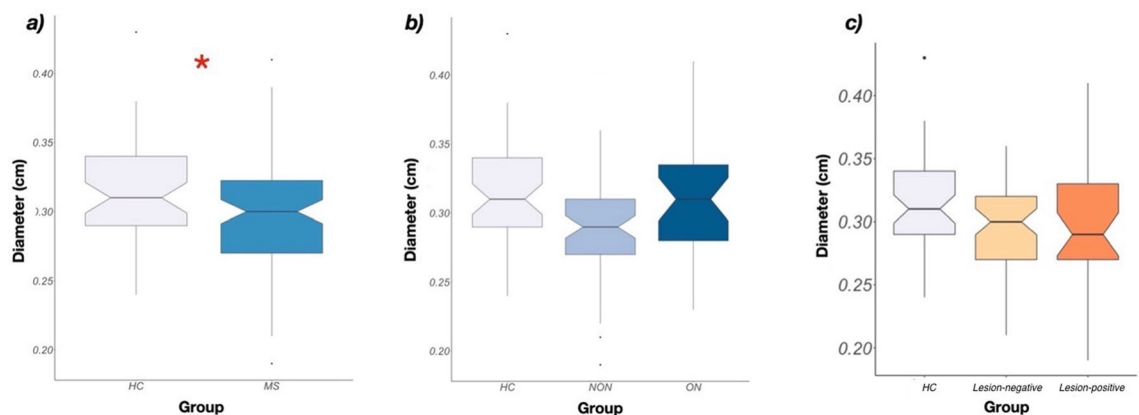 a)
*
0.40
0.35
0.30
0.25
0.20
Diameter (cm)
HC MS
Group
b)
0.40
0.35
0.30
0.25
0.20
Diameter (cm)
HC NON ON
Group
c)
0.40
0.35
0.30
0.25
0.20
Diameter (cm)
HC Lesion-negative Lesion-positive
Group